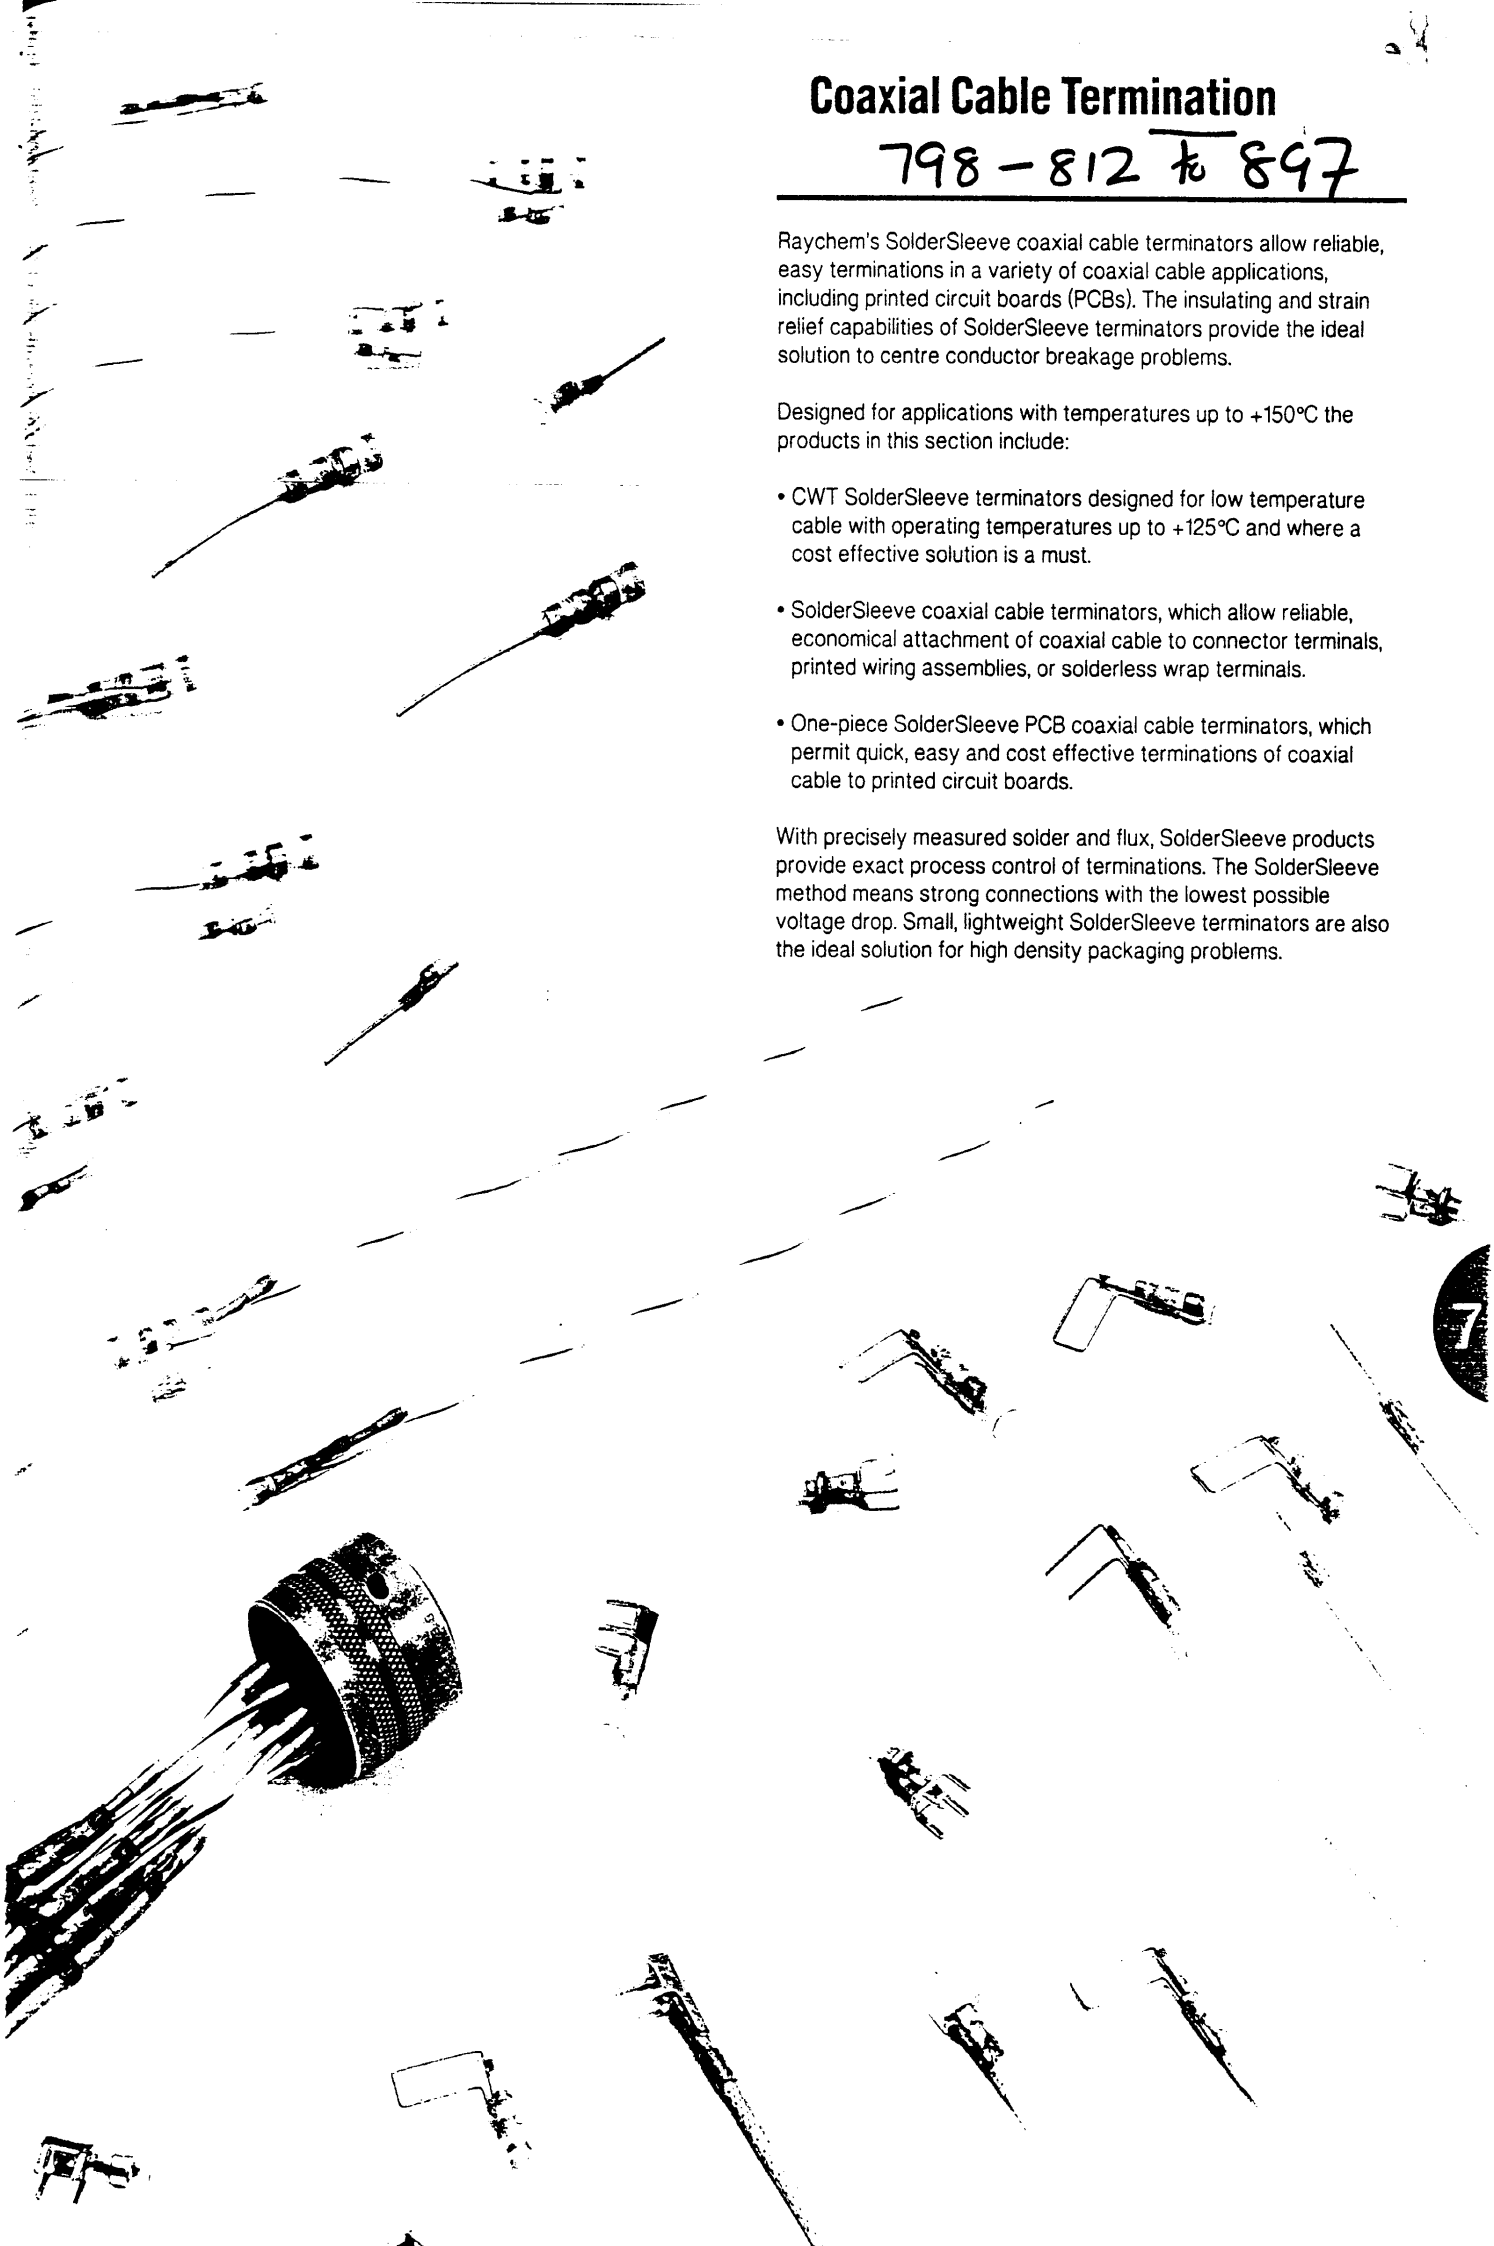 Coaxial Cable Termination
798-812 to 897
Raychem's SolderSleeve coaxial cable terminators allow reliable,
easy terminations in a variety of coaxial cable applications,
including printed circuit boards (PCBs). The insulating and strain
relief capabilities of SolderSleeve terminators provide the ideal
solution to centre conductor breakage problems.
Designed for applications with temperatures up to +150°C the
products in this section include:
• CWT SolderSleeve terminators designed for low temperature
cable with operating temperatures up to +125°C and where a
cost effective solution is a must.
• SolderSleeve coaxial cable terminators, which allow reliable,
economical attachment of coaxial cable to connector terminals,
printed wiring assemblies, or solderless wrap terminals.
• One-piece SolderSleeve PCB coaxial cable terminators, which
permit quick, easy and cost effective terminations of coaxial
cable to printed circuit boards.
With precisely measured solder and flux, SolderSleeve products
provide exact process control of terminations. The SolderSleeve
method means strong connections with the lowest possible
voltage drop. Small, lightweight SolderSleeve terminators are also
the ideal solution for high density packaging problems.
7